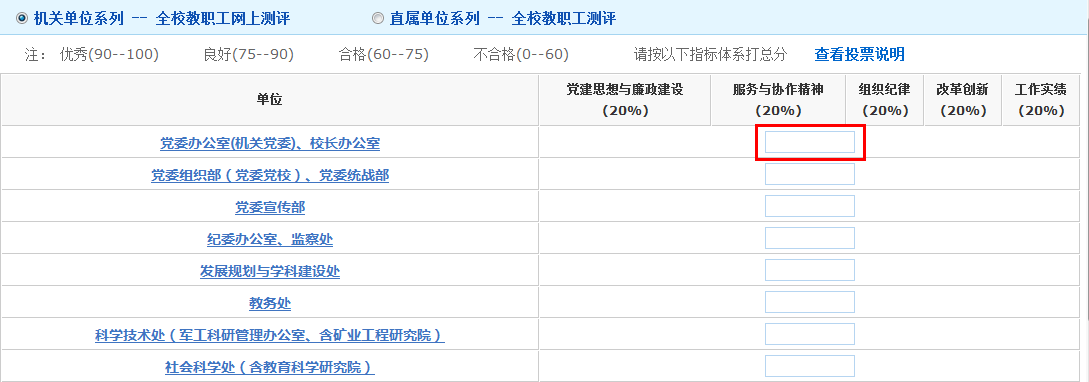 机关单位系列 -- 全校教职工网上测评 直属单位系列 -- 全校教职工测评
注： 优秀(90--100) 良好(75--90) 合格(60--75) 不合格(0--60) 请按以下指标体系打总分 查看投票说明
单位 党建思想与廉政建设 （20%） 服务与协作精神 （20%） 组织纪律 （20%） 改革创新 （20%） 工作实绩 （20%）
党委办公室(机关党委)、校长办公室
党委组织部（党委党校）、党委统战部
党委宣传部
纪委办公室、监察处
发展规划与学科建设处
教务处
科学技术处（军工科研管理办公室、含矿业工程研究院）
社会科学处（含教育科学研究院）